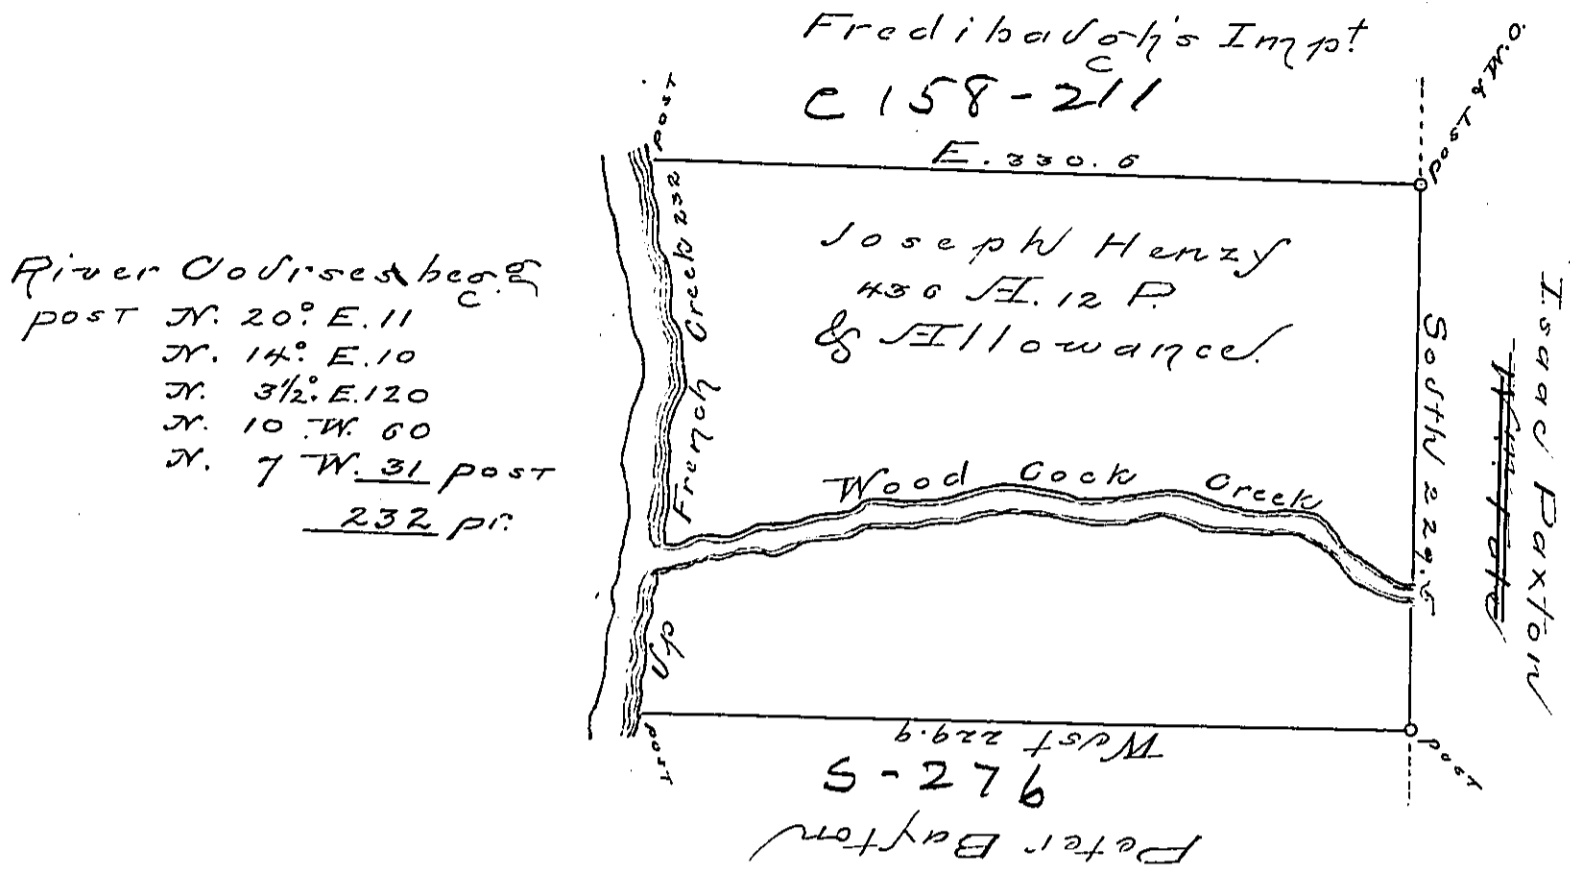 Fredibaugh's Impt
C 158-211
E. 330.6
post
post & W.O.
Joseph Henry
436 A. 12 P.
& Allowance.
River Courses beg.g
post N. 20° E. 11
N. 14° E. 10
N. 3½° E. 120
N. 10 W. 60
N. 7 W. 31 post
232 pr.
Up French Creek 232
Wood Cock Creek
South 229.5
Isaac Paxton
West 229.9
post
post
Peter Bayton